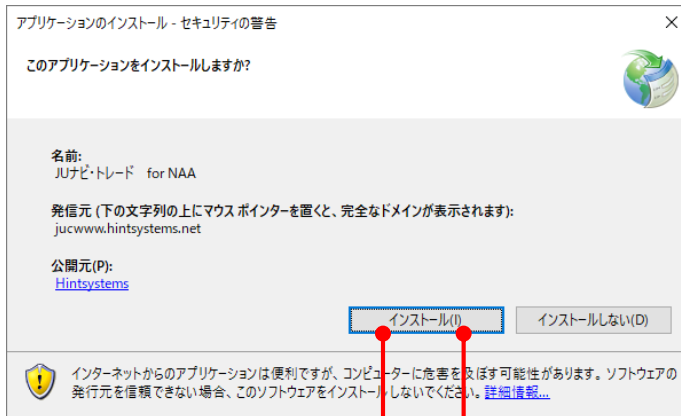 アプリケーションのインストール - セキュリティの警告
このアプリケーションをインストールしますか?
名前:
JUナビ・トレード for NAA
発信元 (下の文字列の上にマウス ポインターを置くと、完全なドメインが表示されます):
jucwww.hintsystems.net
公開元(P):
Hintsystems
インストール(I) インストールしない(D)
インターネットからのアプリケーションは便利ですが、コンピューターに危害を及ぼす可能性があります。ソフトウェアの
発行元を信頼できない場合、このソフトウェアをインストールしないでください。詳細情報...